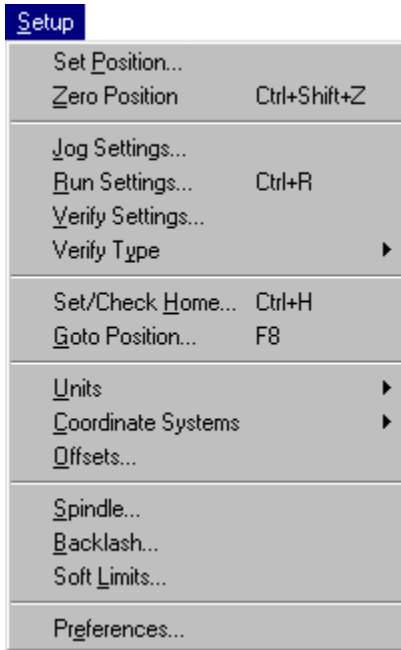 Setup
Set Position...
Zero Position Ctrl+Shift+Z
Jog Settings...
Run Settings... Ctrl+R
Verify Settings...
Verify Type
Set/Check Home... Ctrl+H
Goto Position... F8
Units
Coordinate Systems
Offsets...
Spindle...
Backlash...
Soft Limits...
Preferences...